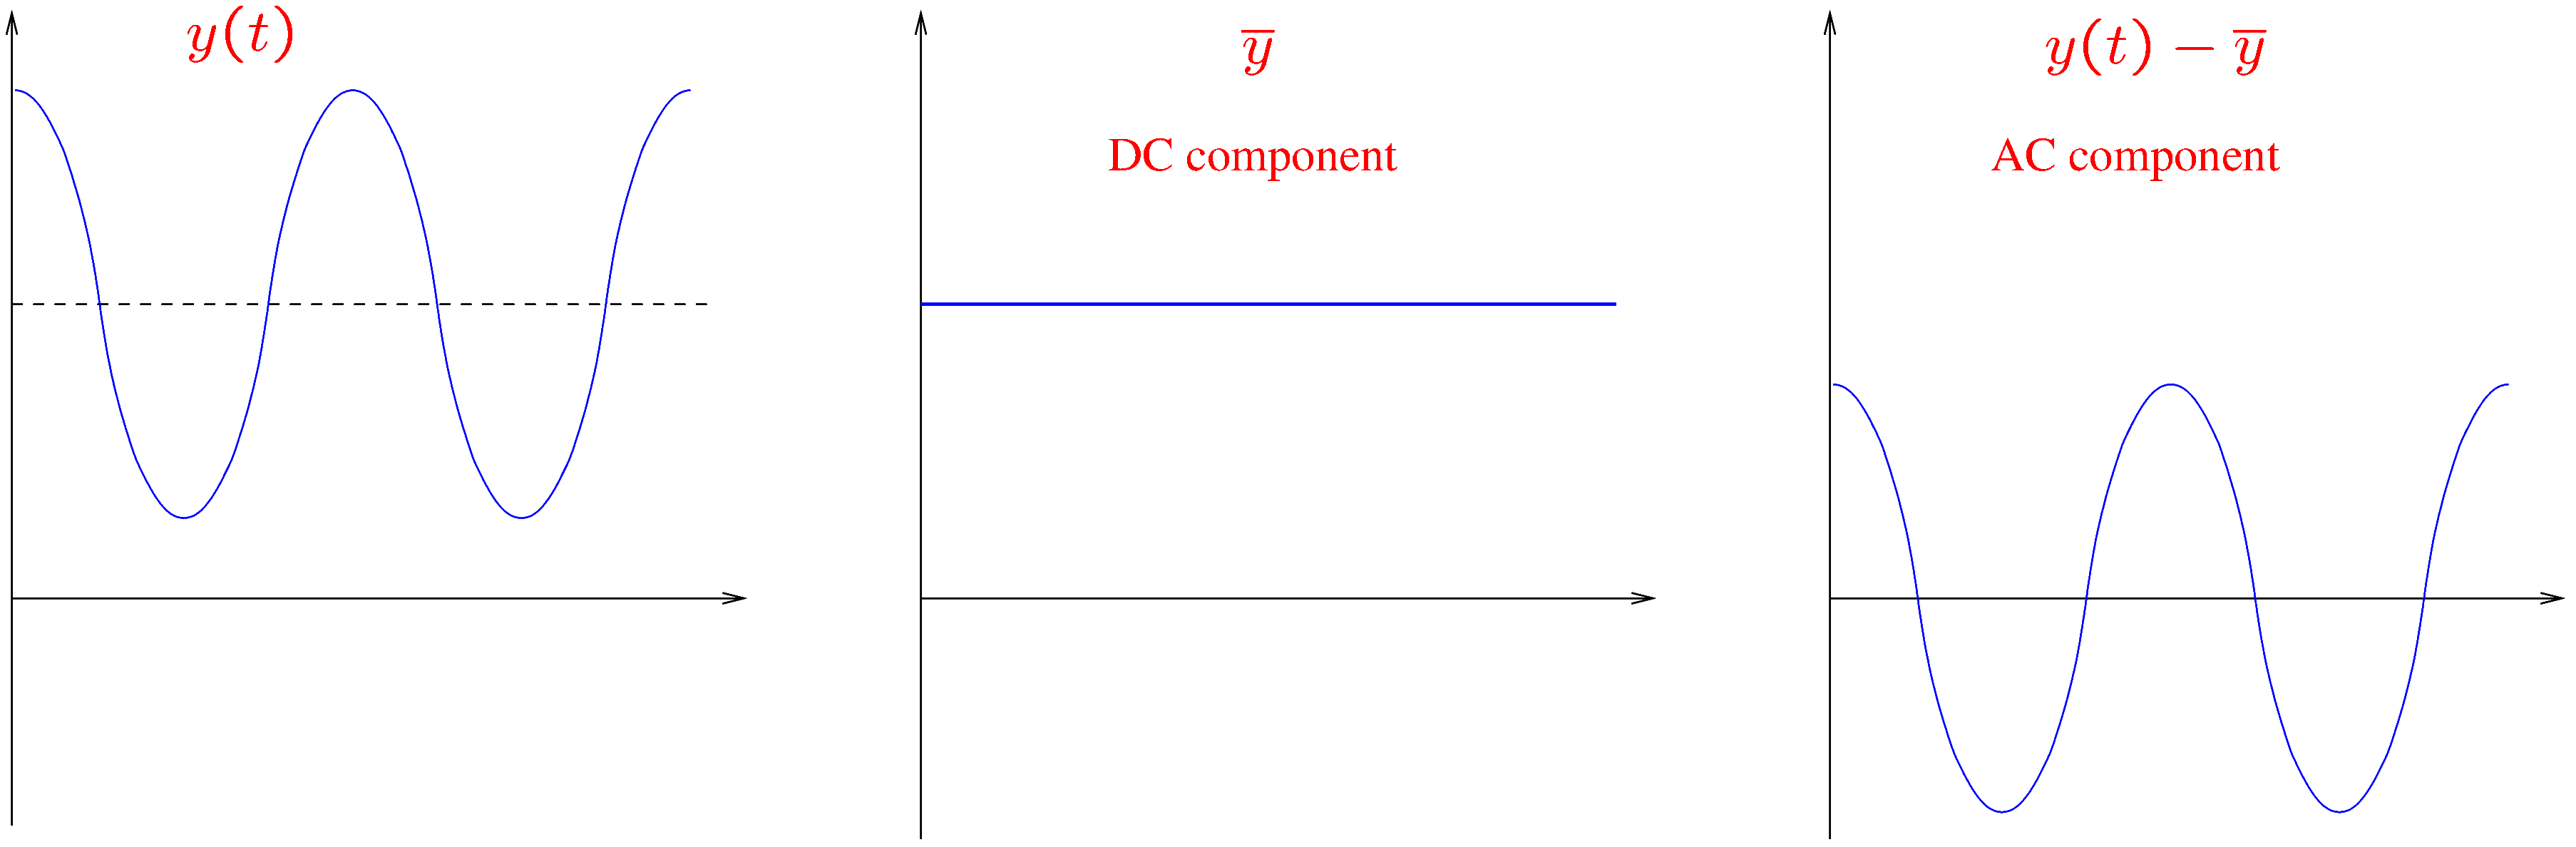 y(t)
y̅
DC component
y(t) − y̅
AC component